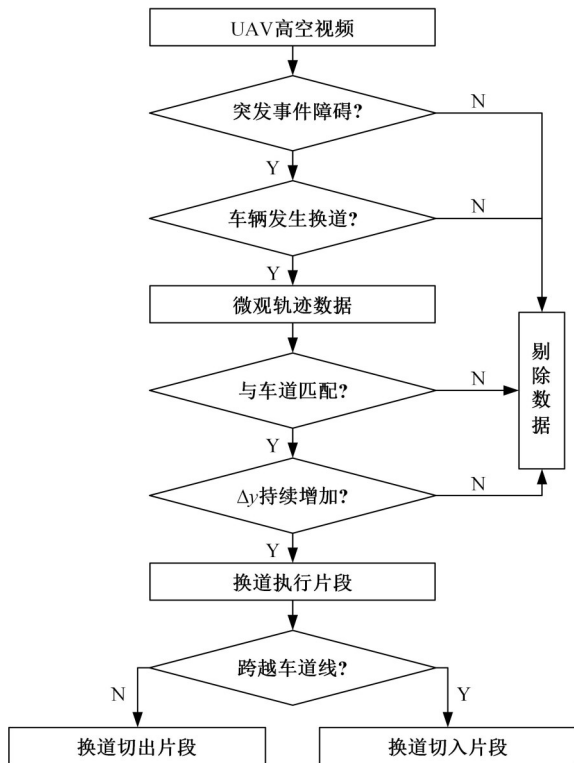 UAV高空视频
突发事件障碍?
N
Y
车辆发生换道?
N
Y
微观轨迹数据
剔除数据
与车道匹配?
N
Y
Δy持续增加?
N
Y
换道执行片段
跨越车道线?
N
Y
换道切出片段
换道切入片段